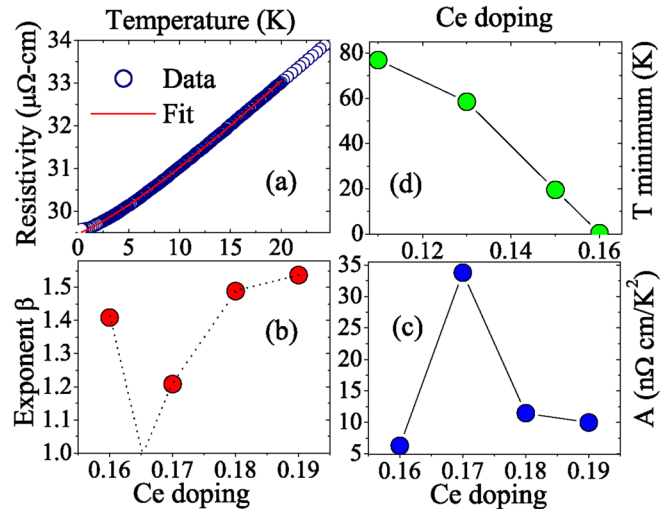 Temperature (K)
Ce doping
Resistivity (μΩ-cm)
34
33
32
31
30
Data
Fit
(a)
0 5 10 15 20
80
60
40
20
0
(d)
T minimum (K)
0.12 0.14 0.16
Exponent β
1.5
1.4
1.3
1.2
1.1
1.0
(b)
0.16 0.17 0.18 0.19
Ce doping
35
30
25
20
15
10
5
(c)
A (nΩ cm/K²)
0.16 0.17 0.18 0.19
Ce doping